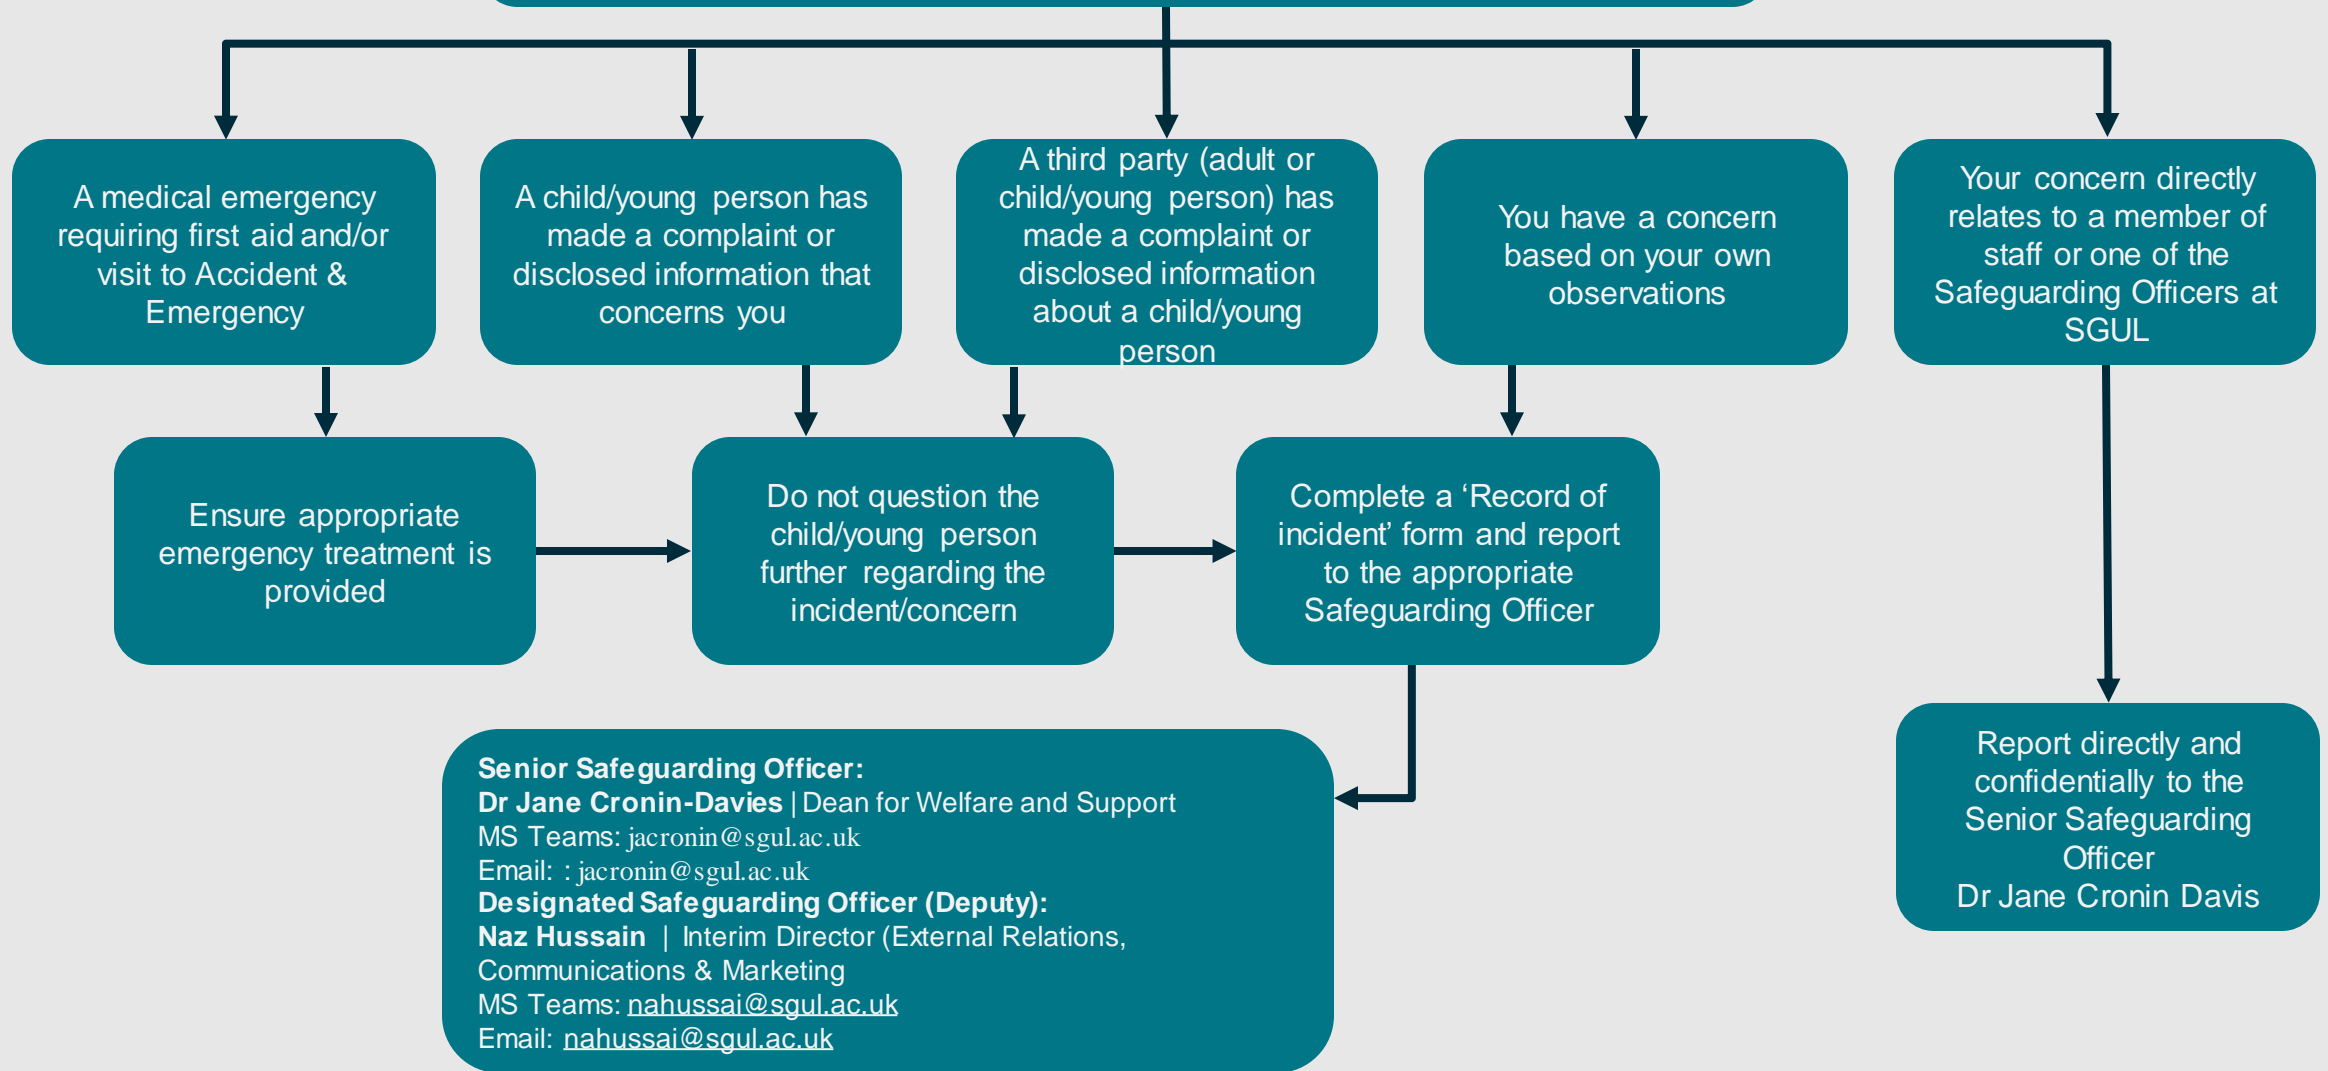 A medical emergency
requiring first aid and/or
visit to Accident &
Emergency
A child/young person has
made a complaint or
disclosed information that
concerns you
A third party (adult or
child/young person) has
made a complaint or
disclosed information
about a child/young
person
You have a concern
based on your own
observations
Your concern directly
relates to a member of
staff or one of the
Safeguarding Officers at
SGUL
Ensure appropriate
emergency treatment is
provided
Do not question the
child/young person
further regarding the
incident/concern
Complete a ‘Record of
incident’ form and report
to the appropriate
Safeguarding Officer
Senior Safeguarding Officer:
Dr Jane Cronin-Davies | Dean for Welfare and Support
MS Teams: jacronin@sgul.ac.uk
Email: : jacronin@sgul.ac.uk
Designated Safeguarding Officer (Deputy):
Naz Hussain | Interim Director (External Relations,
Communications & Marketing
MS Teams: nahussai@sgul.ac.uk
Email: nahussai@sgul.ac.uk
Report directly and
confidentially to the
Senior Safeguarding
Officer
Dr Jane Cronin Davis